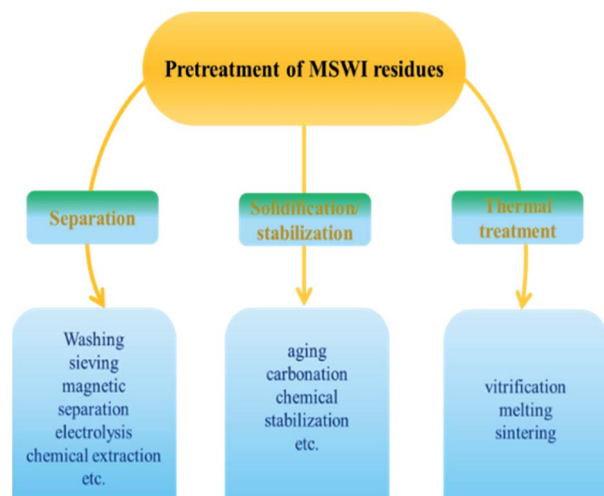 Pretreatment of MSWI residues
Separation
Solidification/
stabilization
Thermal
treatment
Washing
sieving
magnetic
separation
electrolysis
chemical extraction
etc.
aging
carbonation
chemical
stabilization
etc.
vitrification
melting
sintering